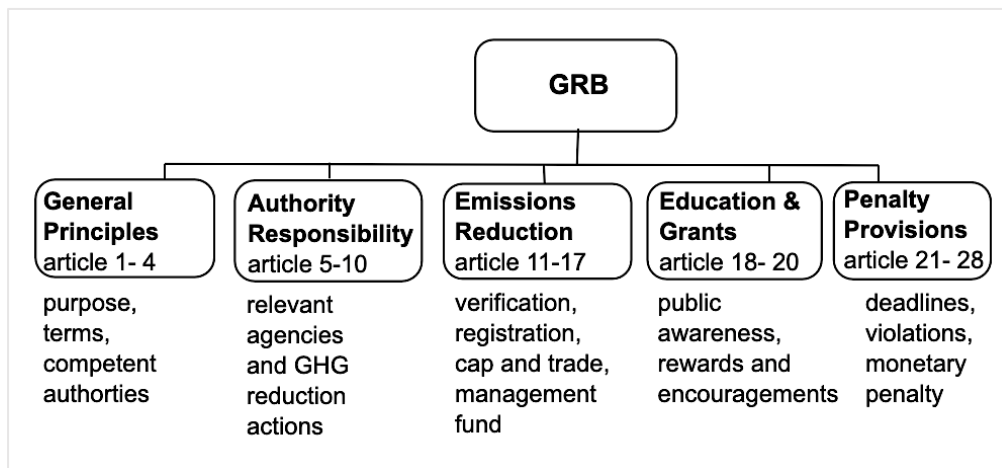 GRB
General
Principles
article 1- 4
purpose,
terms,
competent
authorties
Authority
Responsibility
article 5-10
relevant
agencies
and GHG
reduction
actions
Emissions
Reduction
article 11-17
verification,
registration,
cap and trade,
management
fund
Education &
Grants
article 18- 20
public
awareness,
rewards and
encouragements
Penalty
Provisions
article 21- 28
deadlines,
violations,
monetary
penalty